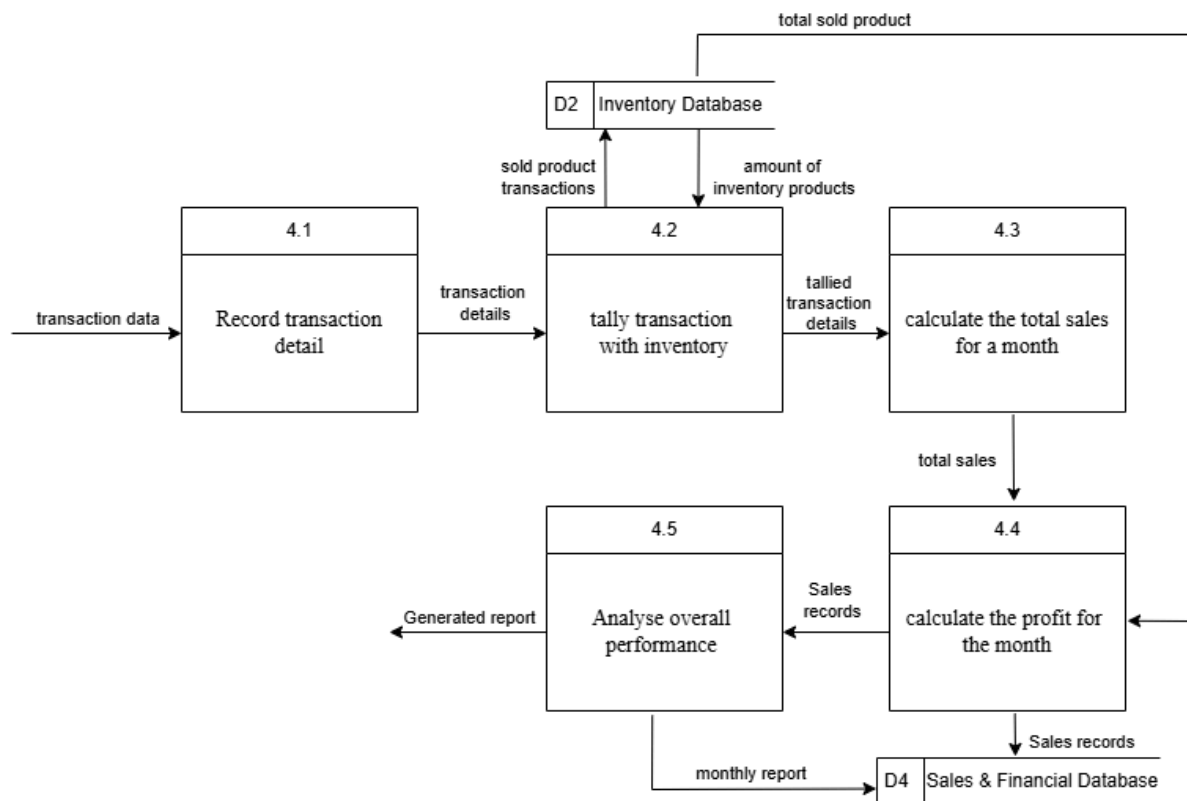 total sold product
D2 Inventory Database
sold product
transactions
amount of
inventory products
4.1
4.2
4.3
transaction data
Record transaction
detail
transaction
details
tally transaction
with inventory
tallied
transaction
details
calculate the total sales
for a month
total sales
4.5
4.4
Generated report
Analyse overall
performance
Sales
records
calculate the profit for
the month
Sales records
monthly report
D4 Sales & Financial Database